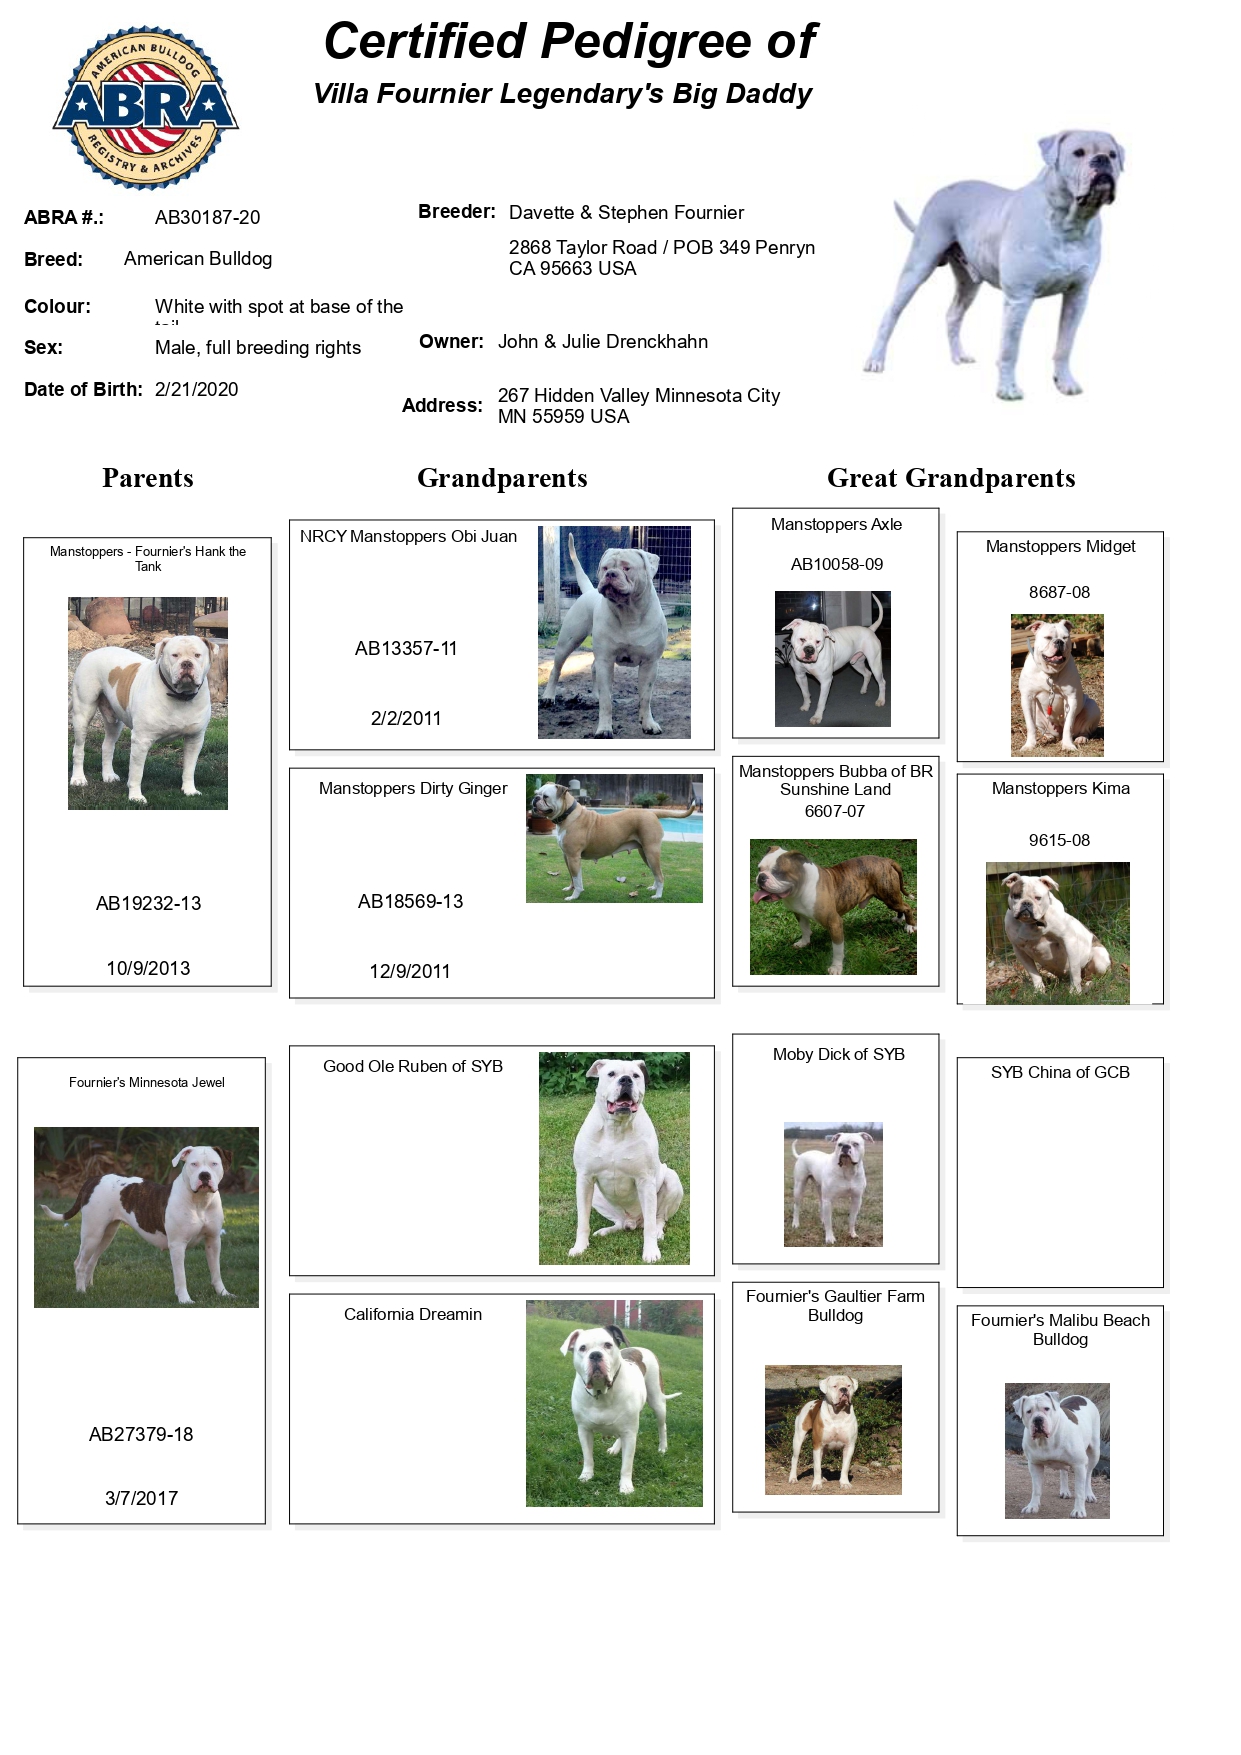 Certified Pedigree of
Villa Fournier Legendary's Big Daddy
AMERICAN BULLDOG
ABRA
REGISTRY & ARCHIVES
ABRA #.: AB30187-20
Breed: American Bulldog
Colour: White with spot at base of the
tail
Sex: Male, full breeding rights
Date of Birth: 2/21/2020
Breeder: Davette & Stephen Fournier
2868 Taylor Road / POB 349 Penryn
CA 95663 USA
Owner: John & Julie Drenckhahn
Address: 267 Hidden Valley Minnesota City
MN 55959 USA
Parents
Grandparents
Great Grandparents
Manstoppers - Fournier's Hank the
Tank
AB19232-13
10/9/2013
NRCY Manstoppers Obi Juan
AB13357-11
2/2/2011
Manstoppers Dirty Ginger
AB18569-13
12/9/2011
Manstoppers Axle
AB10058-09
Manstoppers Midget
8687-08
Manstoppers Bubba of BR
Sunshine Land
6607-07
Manstoppers Kima
9615-08
Fournier's Minnesota Jewel
AB27379-18
3/7/2017
Good Ole Ruben of SYB
California Dreamin
Moby Dick of SYB
SYB China of GCB
Fournier's Gaultier Farm
Bulldog
Fournier's Malibu Beach
Bulldog